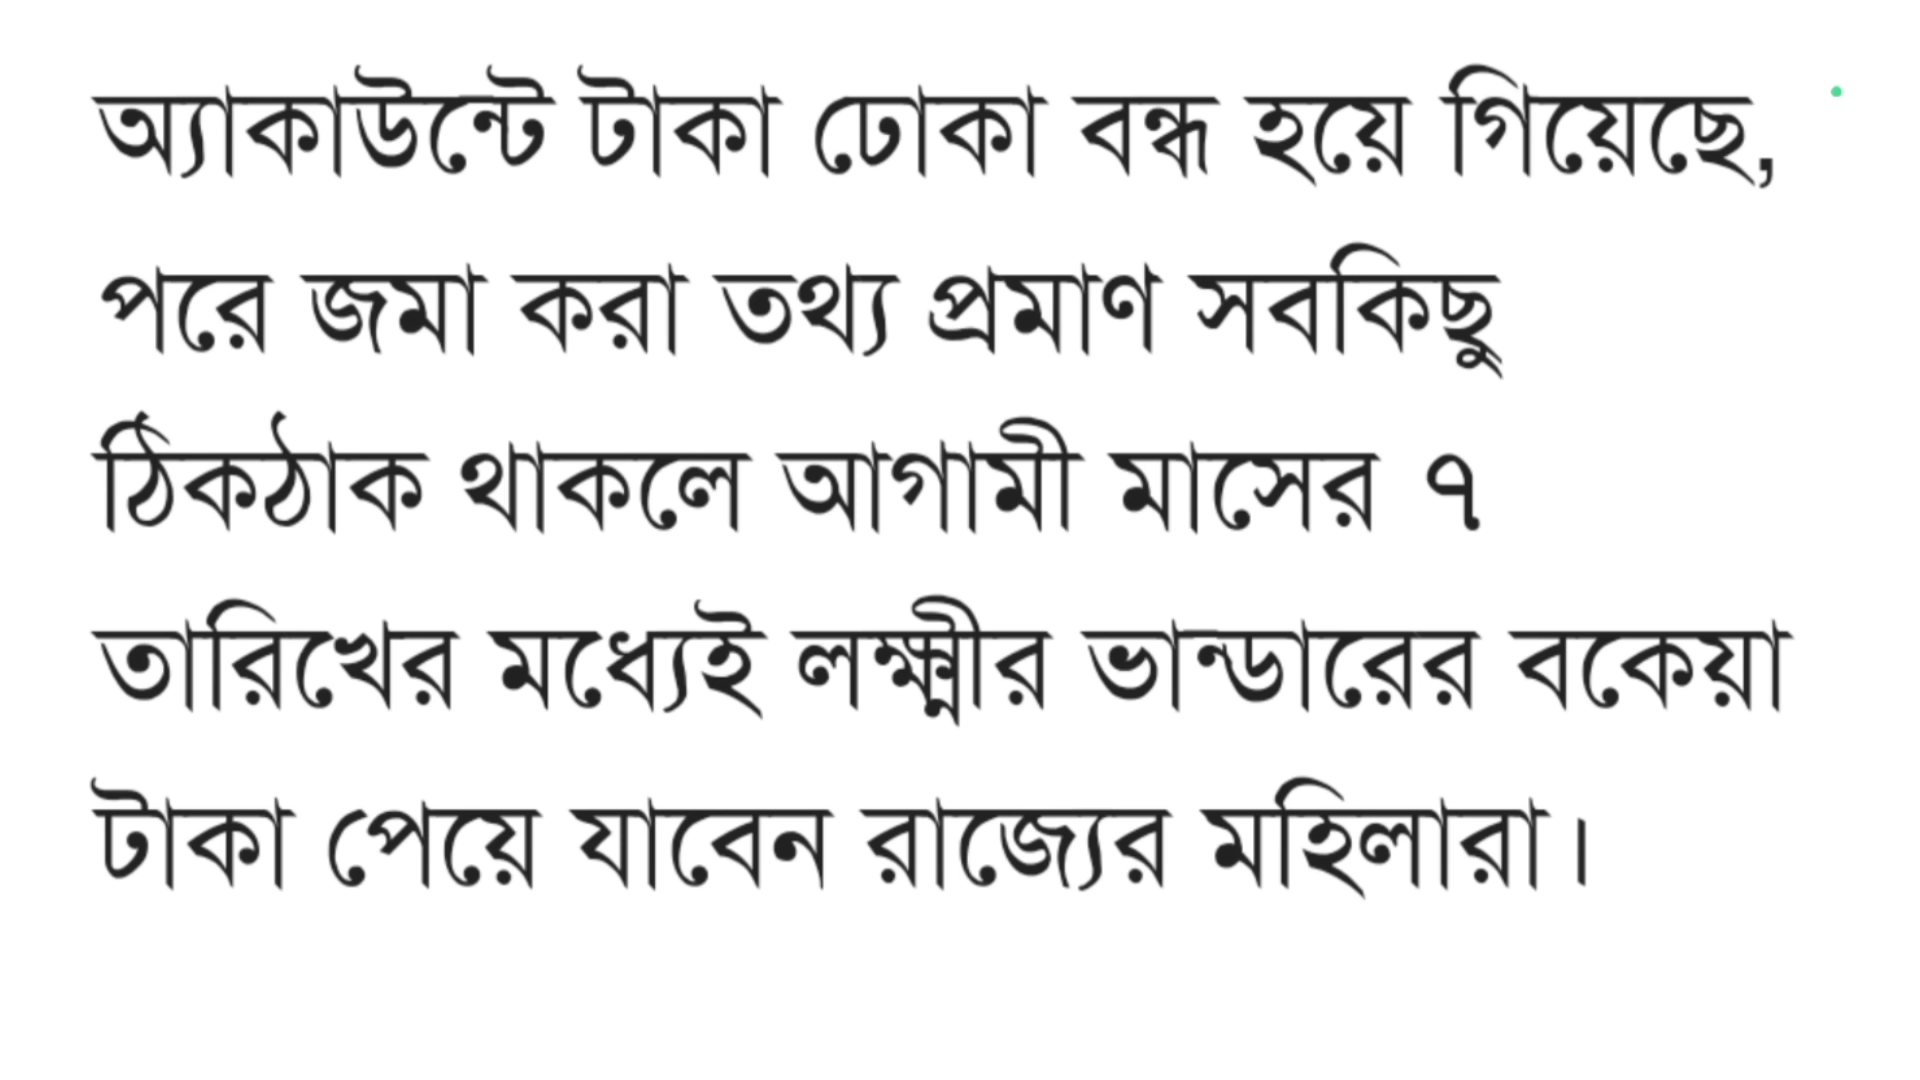 অ্যাকাউন্টে টাকা ঢোকা বন্ধ হয়ে গিয়েছে,
পরে জমা করা তথ্য প্রমাণ সবকিছু
ঠিকঠাক থাকলে আগামী মাসের ৭
তারিখের মধ্যেই লক্ষ্মীর ভান্ডারের বকেয়া
টাকা পেয়ে যাবেন রাজ্যের মহিলারা।